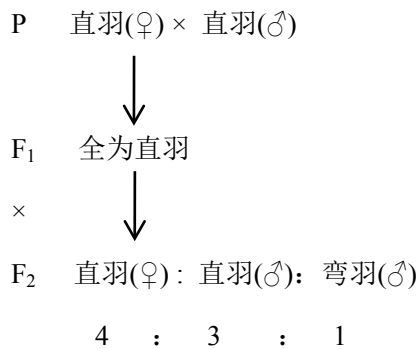 P 直羽(♀) × 直羽(♂)
F₁ 全为直羽
×
F₂ 直羽(♀) : 直羽(♂): 弯羽(♂)
4 : 3 : 1